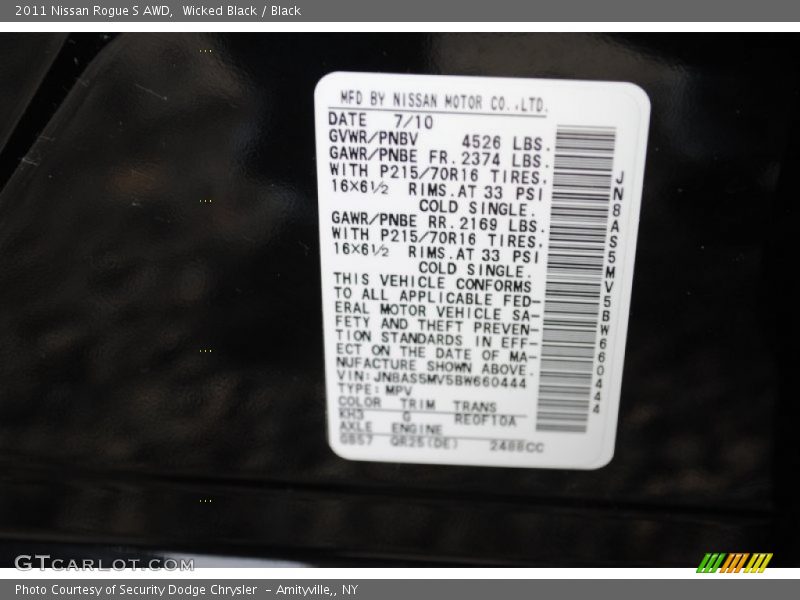 2011 Nissan Rogue S AWD,  Wicked Black / Black
MFD BY NISSAN MOTOR CO.,LTD.
DATE 7/10
GVWR/PNBV 4526 LBS.
GAWR/PNBE FR. 2374 LBS.
WITH P215/70R16 TIRES.
16×6½ RIMS. AT 33 PSI
COLD SINGLE.
GAWR/PNBE RR. 2169 LBS.
WITH P215/70R16 TIRES.
16×6½ RIMS. AT 33 PSI
COLD SINGLE.
THIS VEHICLE CONFORMS
TO ALL APPLICABLE FED-
ERAL MOTOR VEHICLE SA-
FETY AND THEFT PREVEN-
TION STANDARDS IN EFF-
ECT ON THE DATE OF MA-
NUFACTURE SHOWN ABOVE.
VIN: JN8AS5MV5BW660444
TYPE: MPV
COLOR TRIM TRANS
KH3 G RE0F10A
AXLE ENGINE
GB57 QR25(DE) 2488CC
JN8AS5MV5BW660444
GTCARLOT.COM
Photo Courtesy of Security Dodge Chrysler  - Amityville,, NY